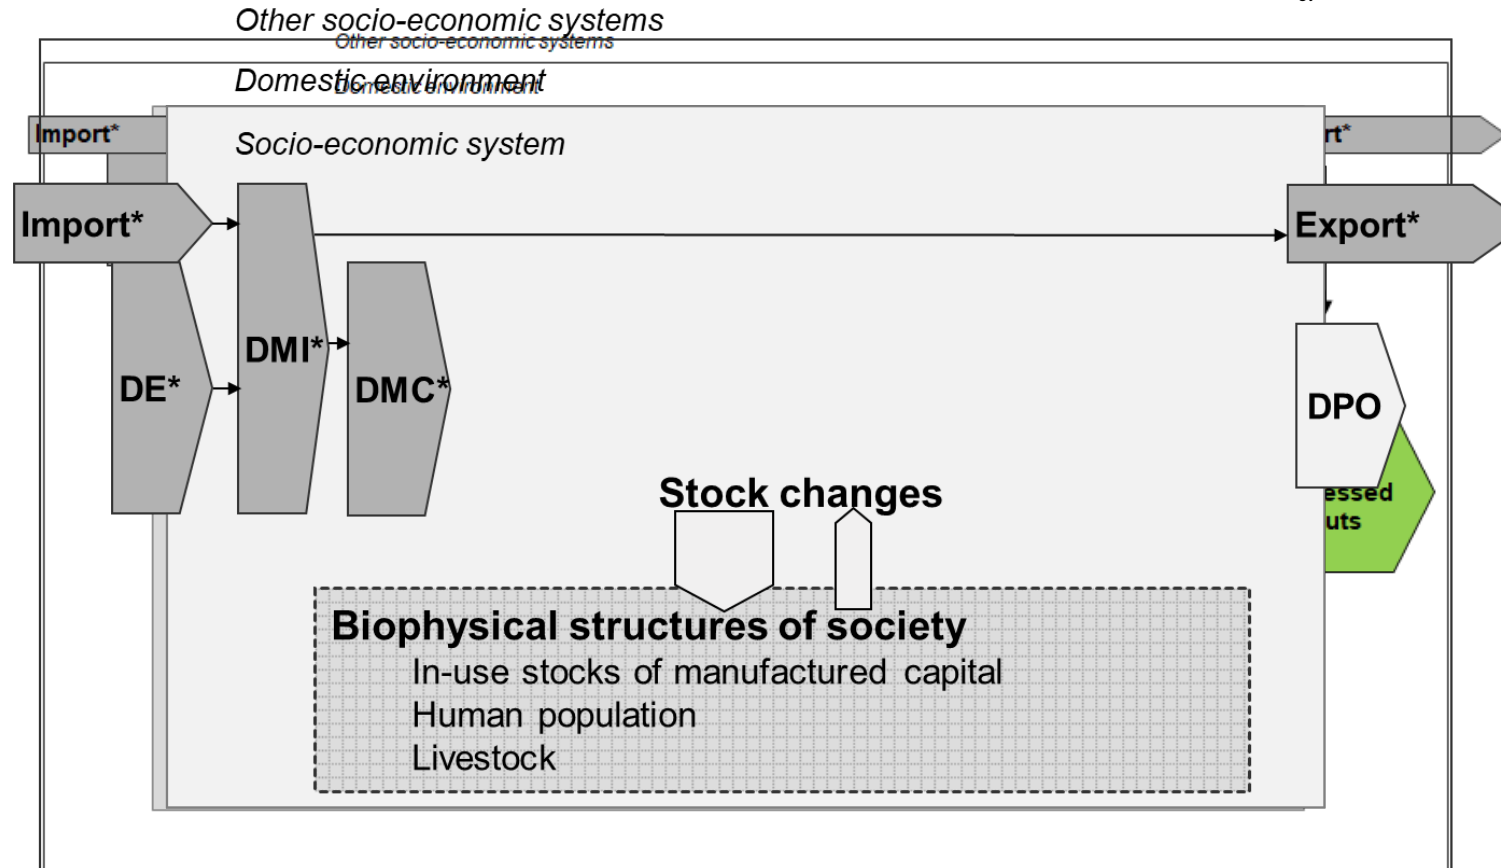 Other socio-economic systems
Other socio-economic systems
Domestic environment
Domestic environment
Import*
rt*
Socio-economic system
Import*
Export*
DMI*
DE*
DMC*
DPO
Stock changes
essed
uts
Biophysical structures of society
In-use stocks of manufactured capital
Human population
Livestock